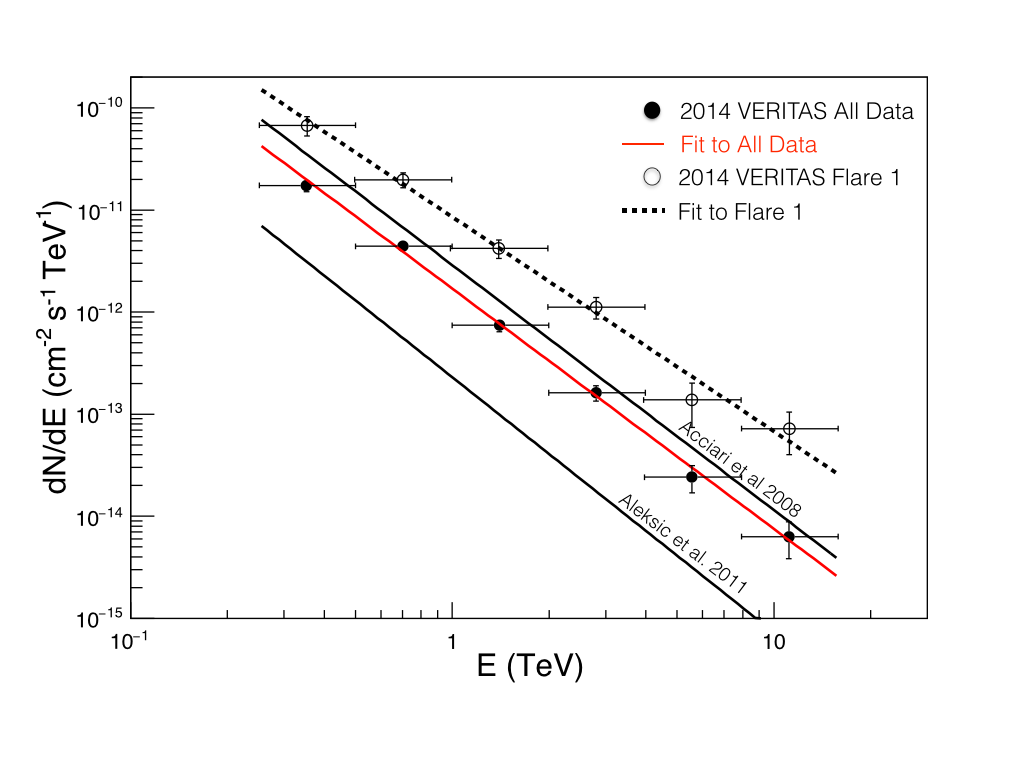 2014 VERITAS All Data
Fit to All Data
2014 VERITAS Flare 1
Fit to Flare 1
10⁻¹⁰
10⁻¹¹
10⁻¹²
10⁻¹³
10⁻¹⁴
10⁻¹⁵
dN/dE (cm⁻² s⁻¹ TeV⁻¹)
Acciari et al 2008
Aleksic et al. 2011
10⁻¹ 1 10
E (TeV)